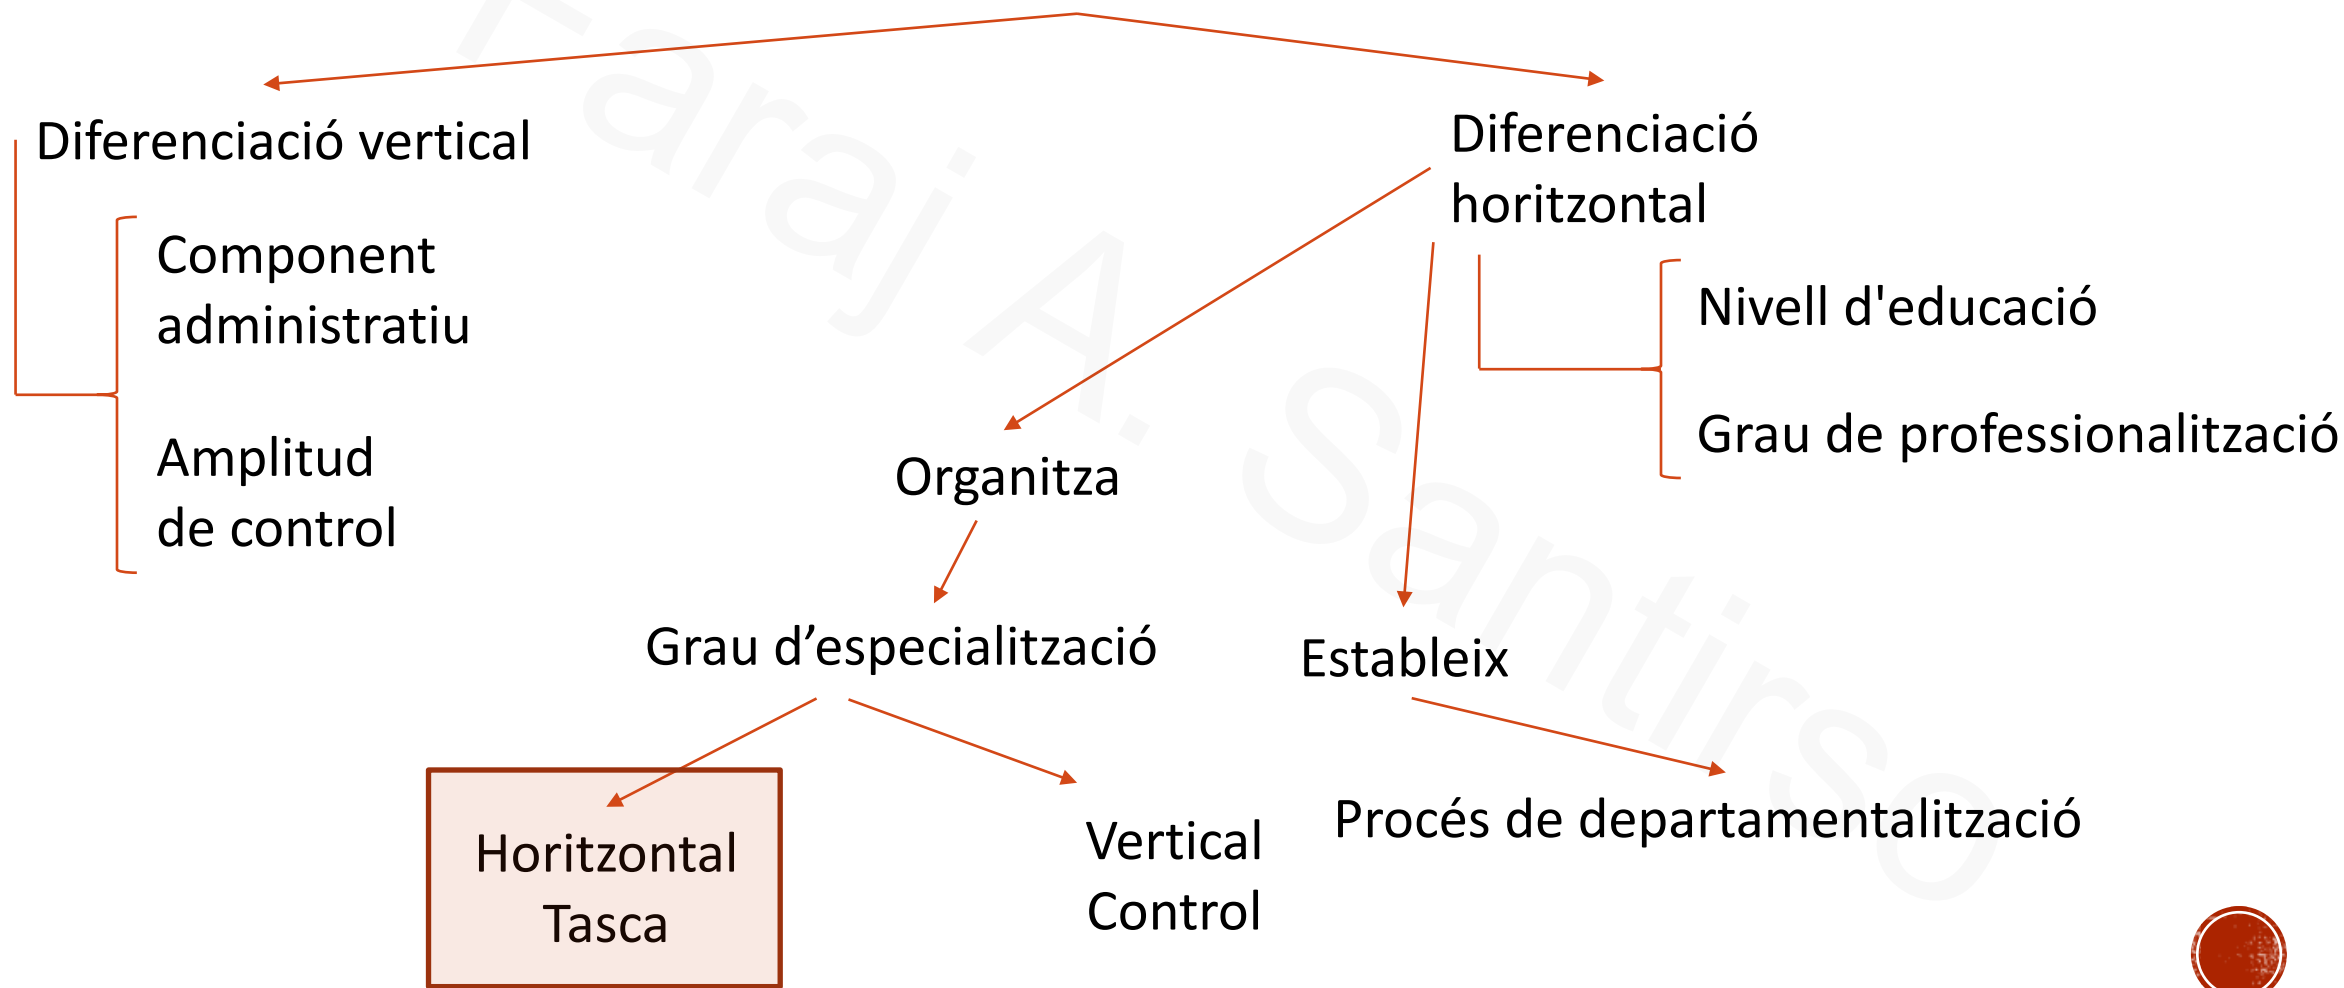 Diferenciació vertical
Component
administratiu
Amplitud
de control
Diferenciació
horitzontal
Nivell d'educació
Grau de professionalització
Organitza
Grau d’especialització
Estableix
Horitzontal
Tasca
Vertical
Control
Procés de departamentalització
Faraj A. Santirso